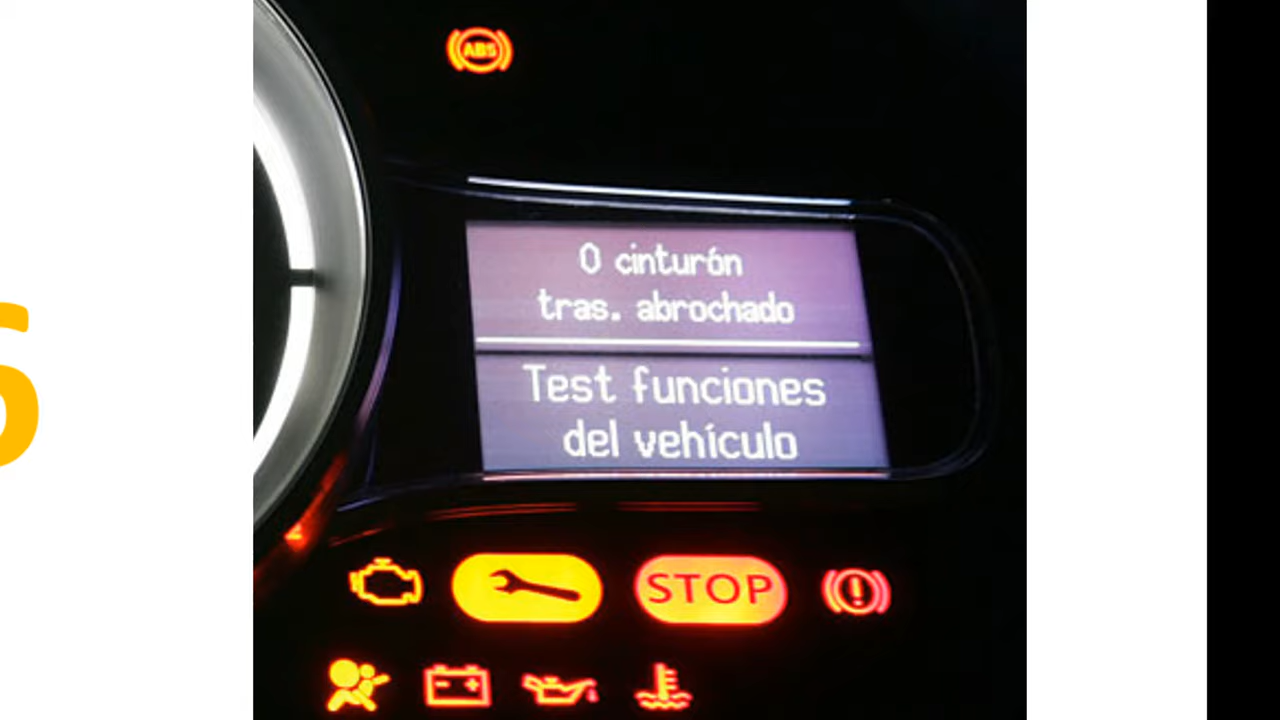 ABS
0 cinturón
tras. abrochado
Test funciones
del vehículo
STOP